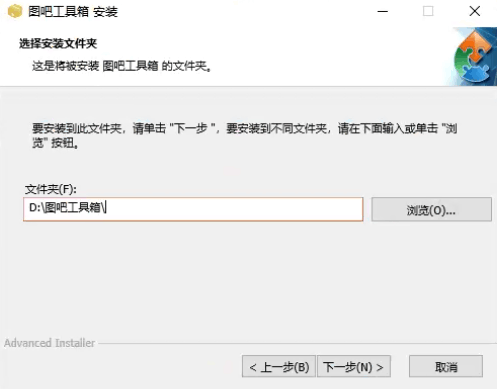 图吧工具箱 安装
选择安装文件夹
这是将被安装 图吧工具箱 的文件夹。
要安装到此文件夹，请单击 "下一步 "，要安装到不同文件夹，请在下面输入或单击 "浏
览" 按钮。
文件夹(F):
D:\图吧工具箱\
浏览(O)...
Advanced Installer
< 上一步(B)
下一步(N) >
取消